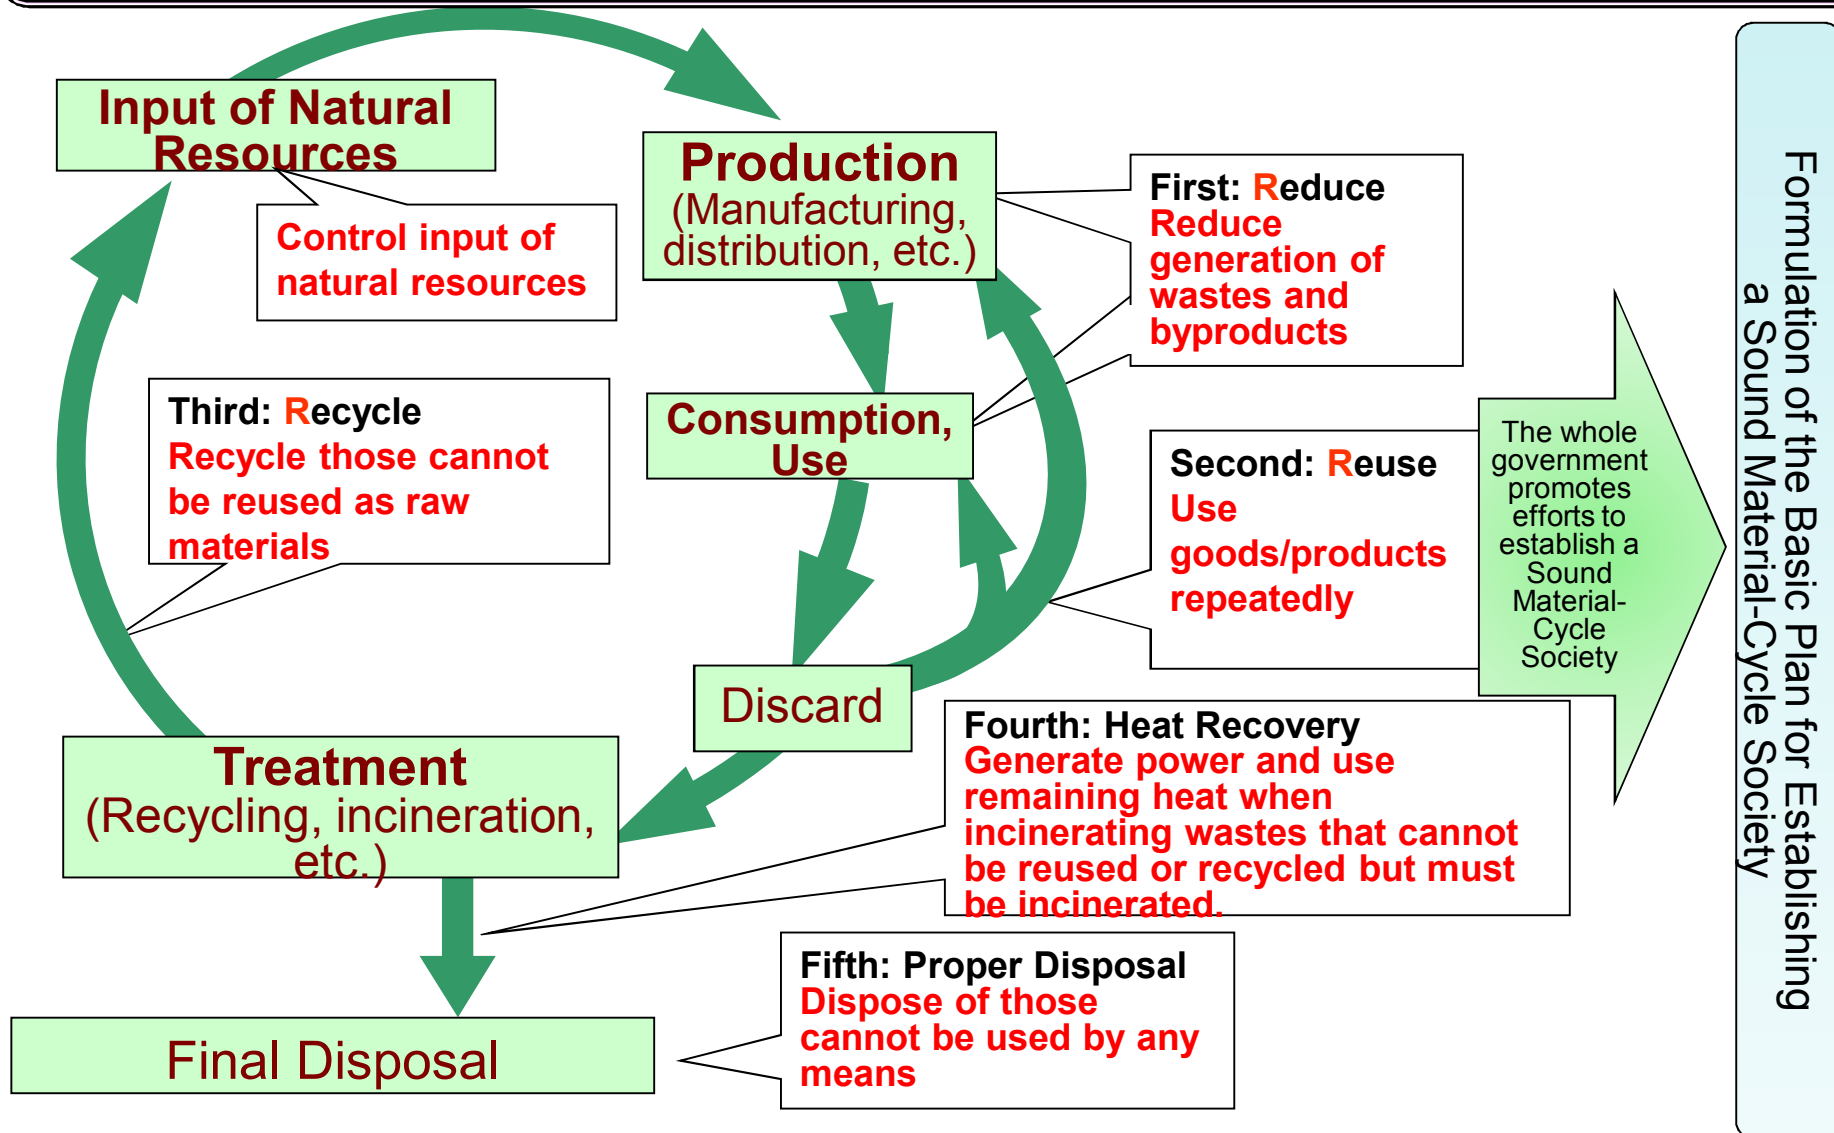 Input of Natural
Resources
Control input of
natural resources
Production
(Manufacturing,
distribution, etc.)
First: Reduce
Reduce
generation of
wastes and
byproducts
Third: Recycle
Recycle those cannot
be reused as raw
materials
Consumption,
Use
Second: Reuse
Use
goods/products
repeatedly
The whole
government
promotes
efforts to
establish a
Sound
Material-
Cycle
Society
Discard
Treatment
(Recycling, incineration,
etc.)
Fourth: Heat Recovery
Generate power and use
remaining heat when
incinerating wastes that cannot
be reused or recycled but must
be incinerated.
Final Disposal
Fifth: Proper Disposal
Dispose of those
cannot be used by any
means
Formulation of the Basic Plan for Establishing
a Sound Material-Cycle Society